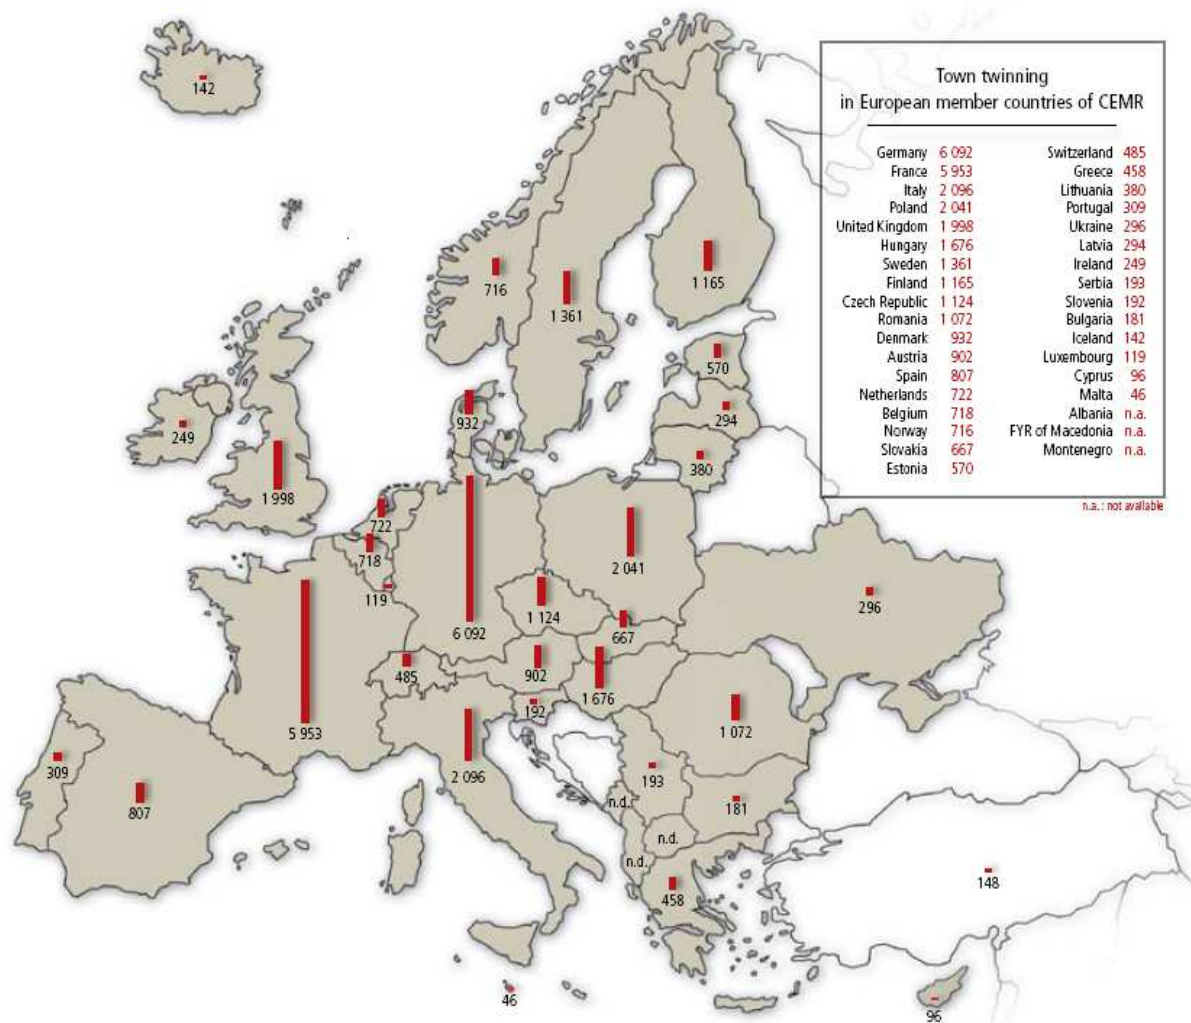 Town twinning
in European member countries of CEMR
Germany 6 092
France 5 953
Italy 2 096
Poland 2 041
United Kingdom 1 998
Hungary 1 676
Sweden 1 361
Finland 1 165
Czech Republic 1 124
Romania 1 072
Denmark 932
Austria 902
Spain 807
Netherlands 722
Belgium 718
Norway 716
Slovakia 667
Estonia 570
Switzerland 485
Greece 458
Lithuania 380
Portugal 309
Ukraine 296
Latvia 294
Ireland 249
Serbia 193
Slovenia 192
Bulgaria 181
Iceland 142
Luxembourg 119
Cyprus 96
Malta 46
Albania n.a.
FYR of Macedonia n.a.
Montenegro n.a.
n.a.: not available
142
716
1 361
1 165
570
294
380
932
249
1 998
722
718
119
6 092
2 041
1 124
667
296
5 953
485
902
1 676
192
1 072
2 096
309
807
193
181
n.d.
n.d.
n.d.
458
148
46
96